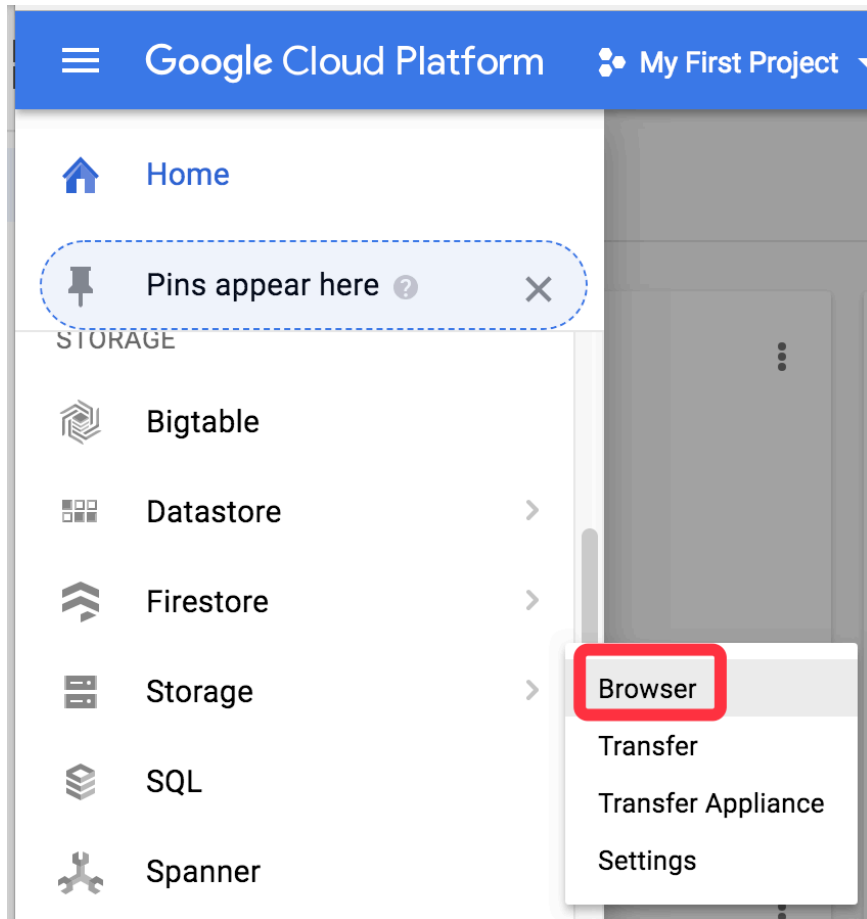 Google Cloud Platform
My First Project
Home
Pins appear here
STORAGE
Bigtable
Datastore
Firestore
Storage
SQL
Spanner
Browser
Transfer
Transfer Appliance
Settings